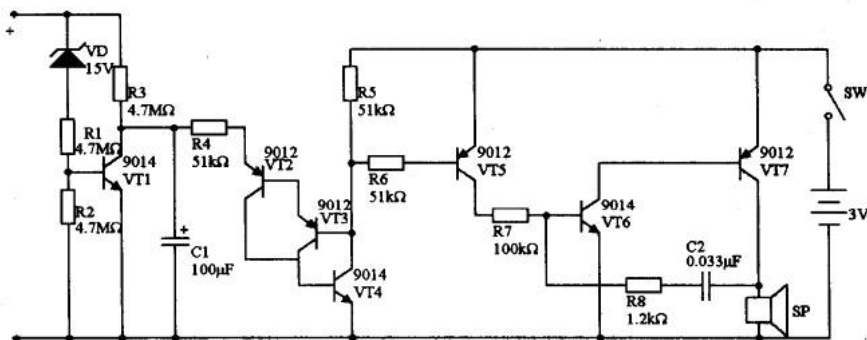 +
VD
15V
R3
4.7MΩ
R1
4.7MΩ
9014
VT1
R2
4.7MΩ
R4
51kΩ
+
C1
100μF
9012
VT2
9012
VT3
9014
VT4
R5
51kΩ
R6
51kΩ
9012
VT5
R7
100kΩ
9014
VT6
R8
1.2kΩ
C2
0.033μF
9012
VT7
SP
SW
3V